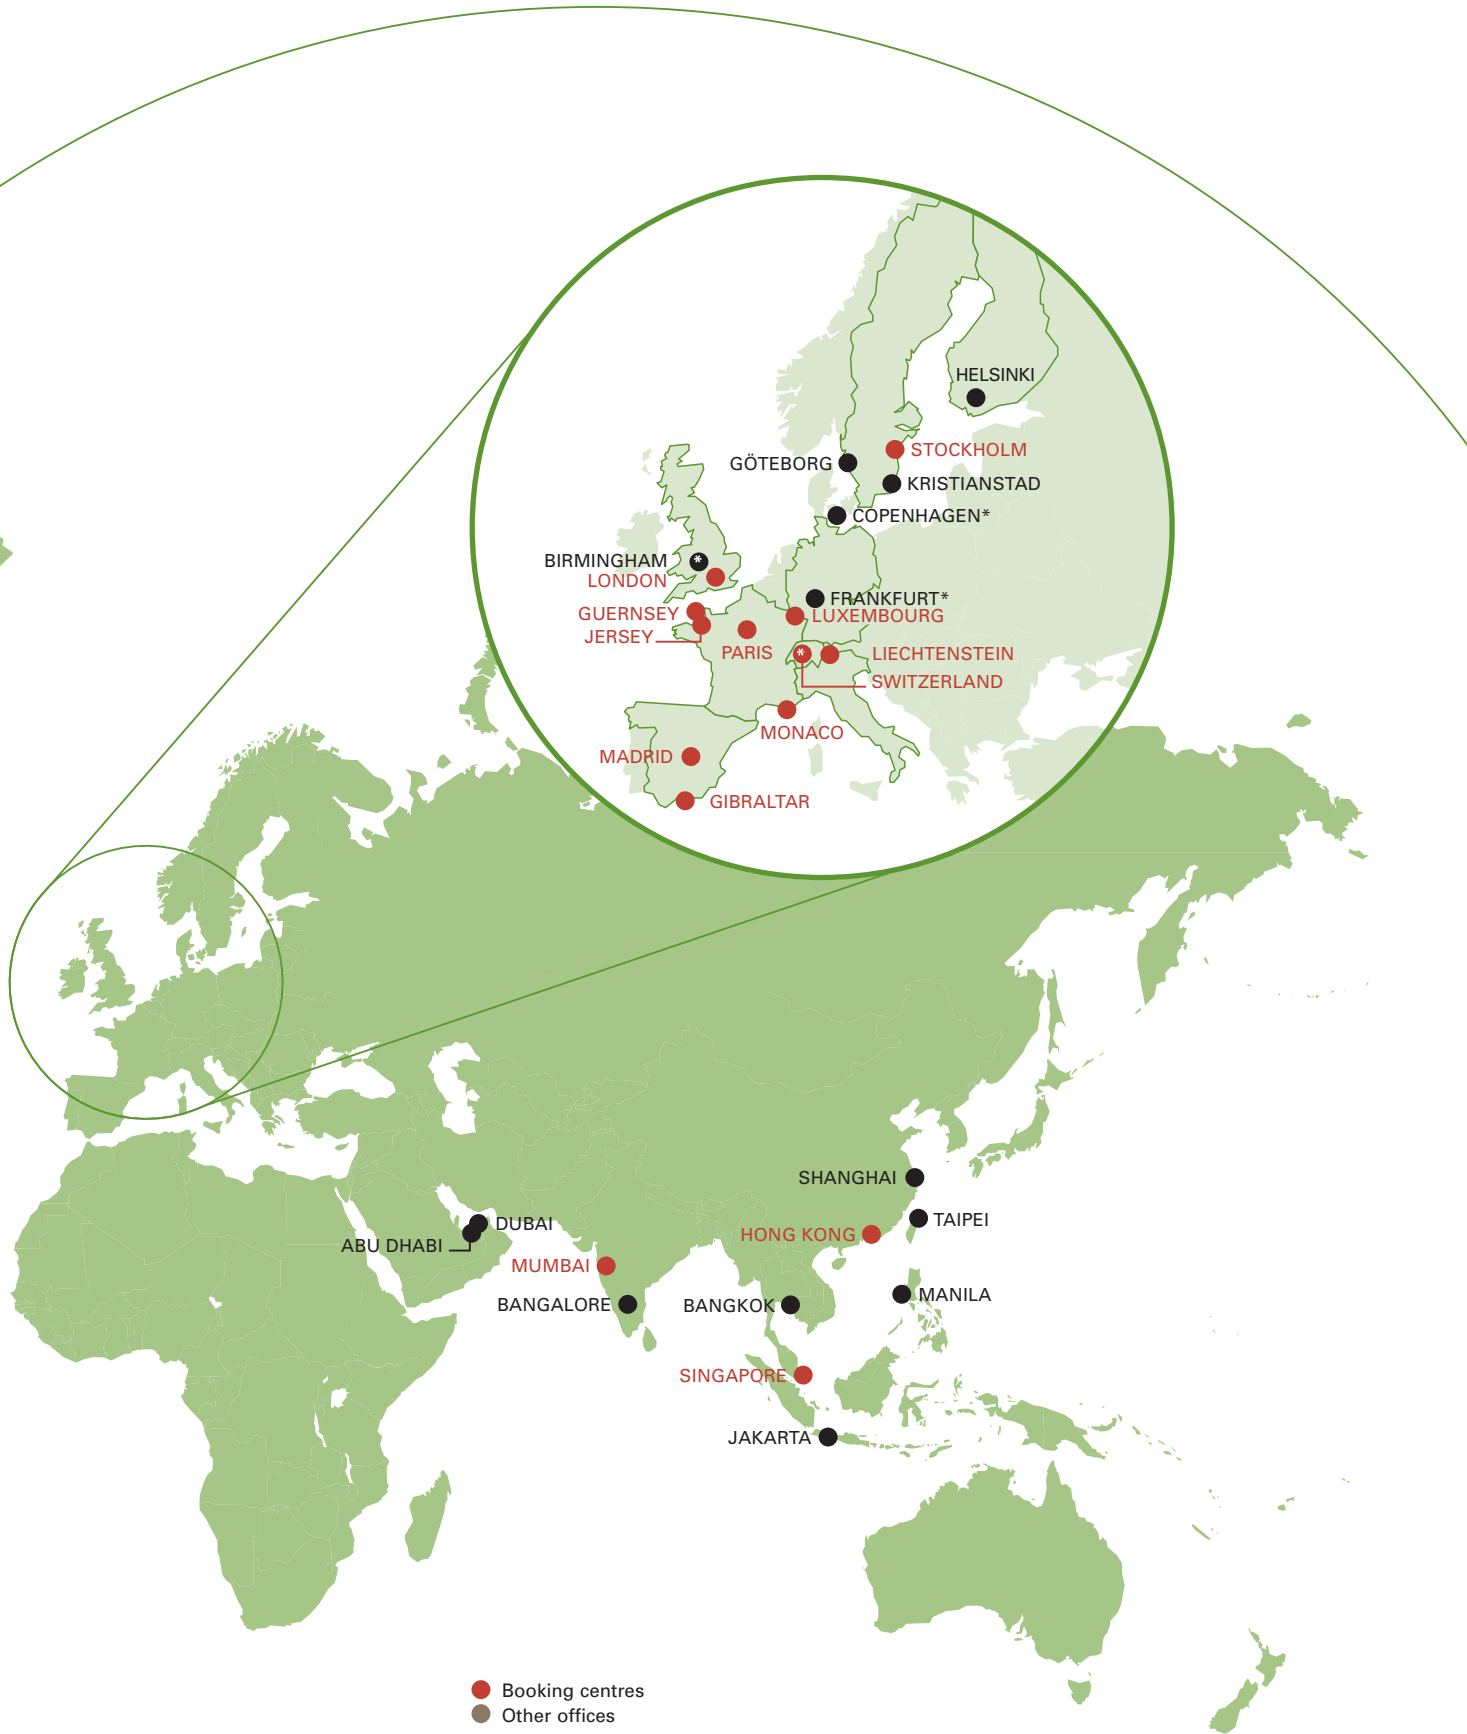 HELSINKI
STOCKHOLM
GÖTEBORG
KRISTIANSTAD
COPENHAGEN*
BIRMINGHAM
*
LONDON
FRANKFURT*
GUERNSEY
LUXEMBOURG
JERSEY
PARIS
*
LIECHTENSTEIN
SWITZERLAND
MONACO
MADRID
GIBRALTAR
SHANGHAI
TAIPEI
DUBAI
HONG KONG
ABU DHABI
MUMBAI
MANILA
BANGALORE
BANGKOK
SINGAPORE
JAKARTA
Booking centres
Other offices